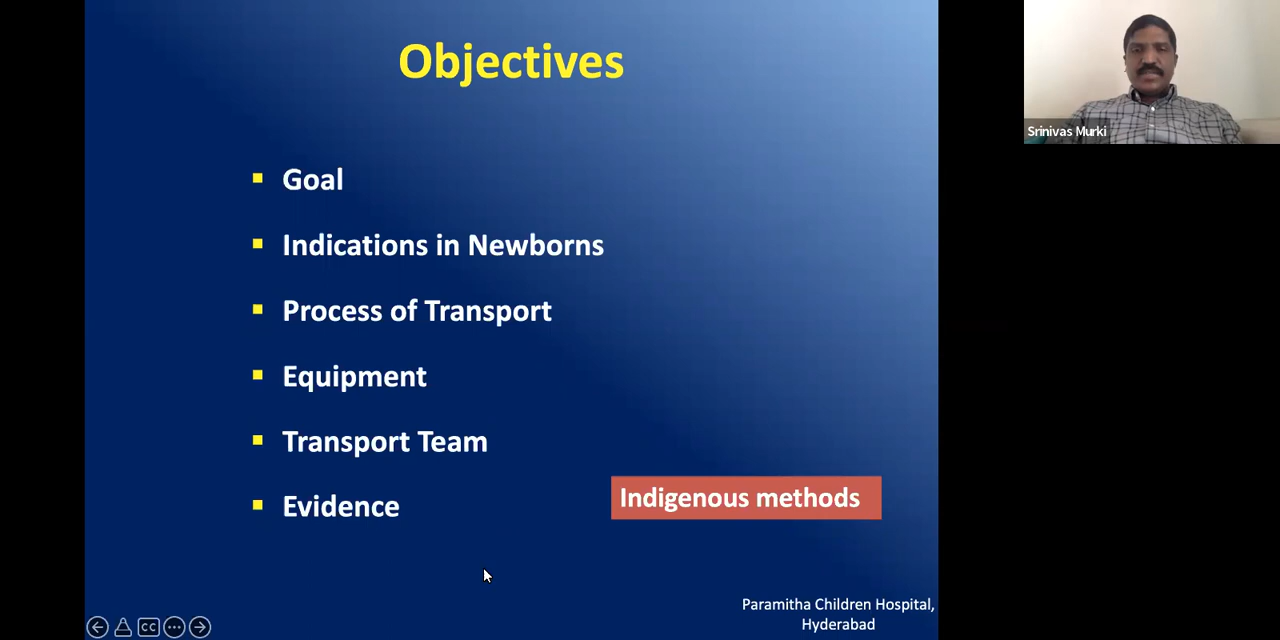 Objectives
Srinivas Murki
Goal
Indications in Newborns
Process of Transport
Equipment
Transport Team
Indigenous methods
Evidence
Paramitha Children Hospital,
Hyderabad
CC